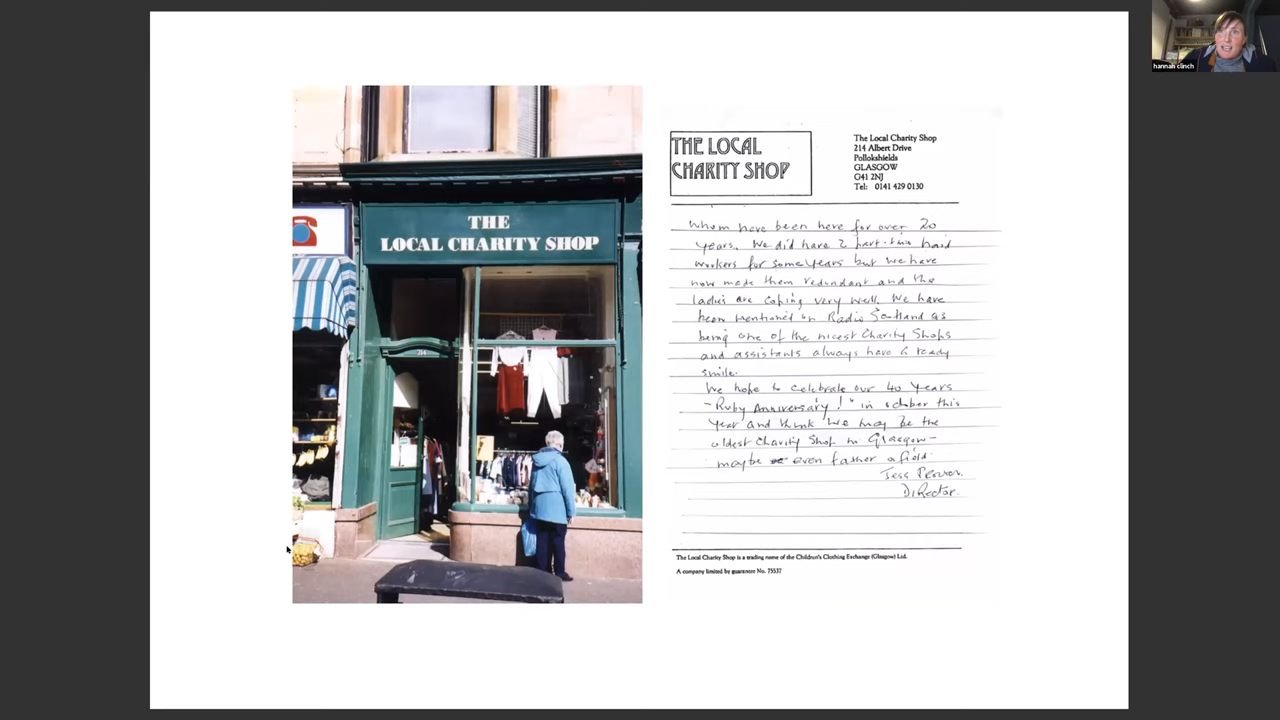 THE
LOCAL CHARITY SHOP
214
THE LOCAL
CHARITY SHOP
The Local Charity Shop
214 Albert Drive
Pollokshields
GLASGOW
G41 2NJ
Tel: 0141 429 0130
whom have been here for over 20
years. We did have 2 part-time paid
workers for some years but we have
now made them redundant and the
ladies are coping very well. We have
been mentioned on Radio Scotland as
being one of the nicest Charity Shops
and assistants always have a ready
smile.
We hope to celebrate our 40 Years
"Ruby Anniversary!" in october this
Year and think we may be the
oldest Charity Shop in Glasgow -
maybe even father afield.
Jess
Director.
The Local Charity Shop is a trading name of the Children's Clothing Exchange (Glasgow) Ltd.
A company limited by guarantee No. 75537
hannah clinch